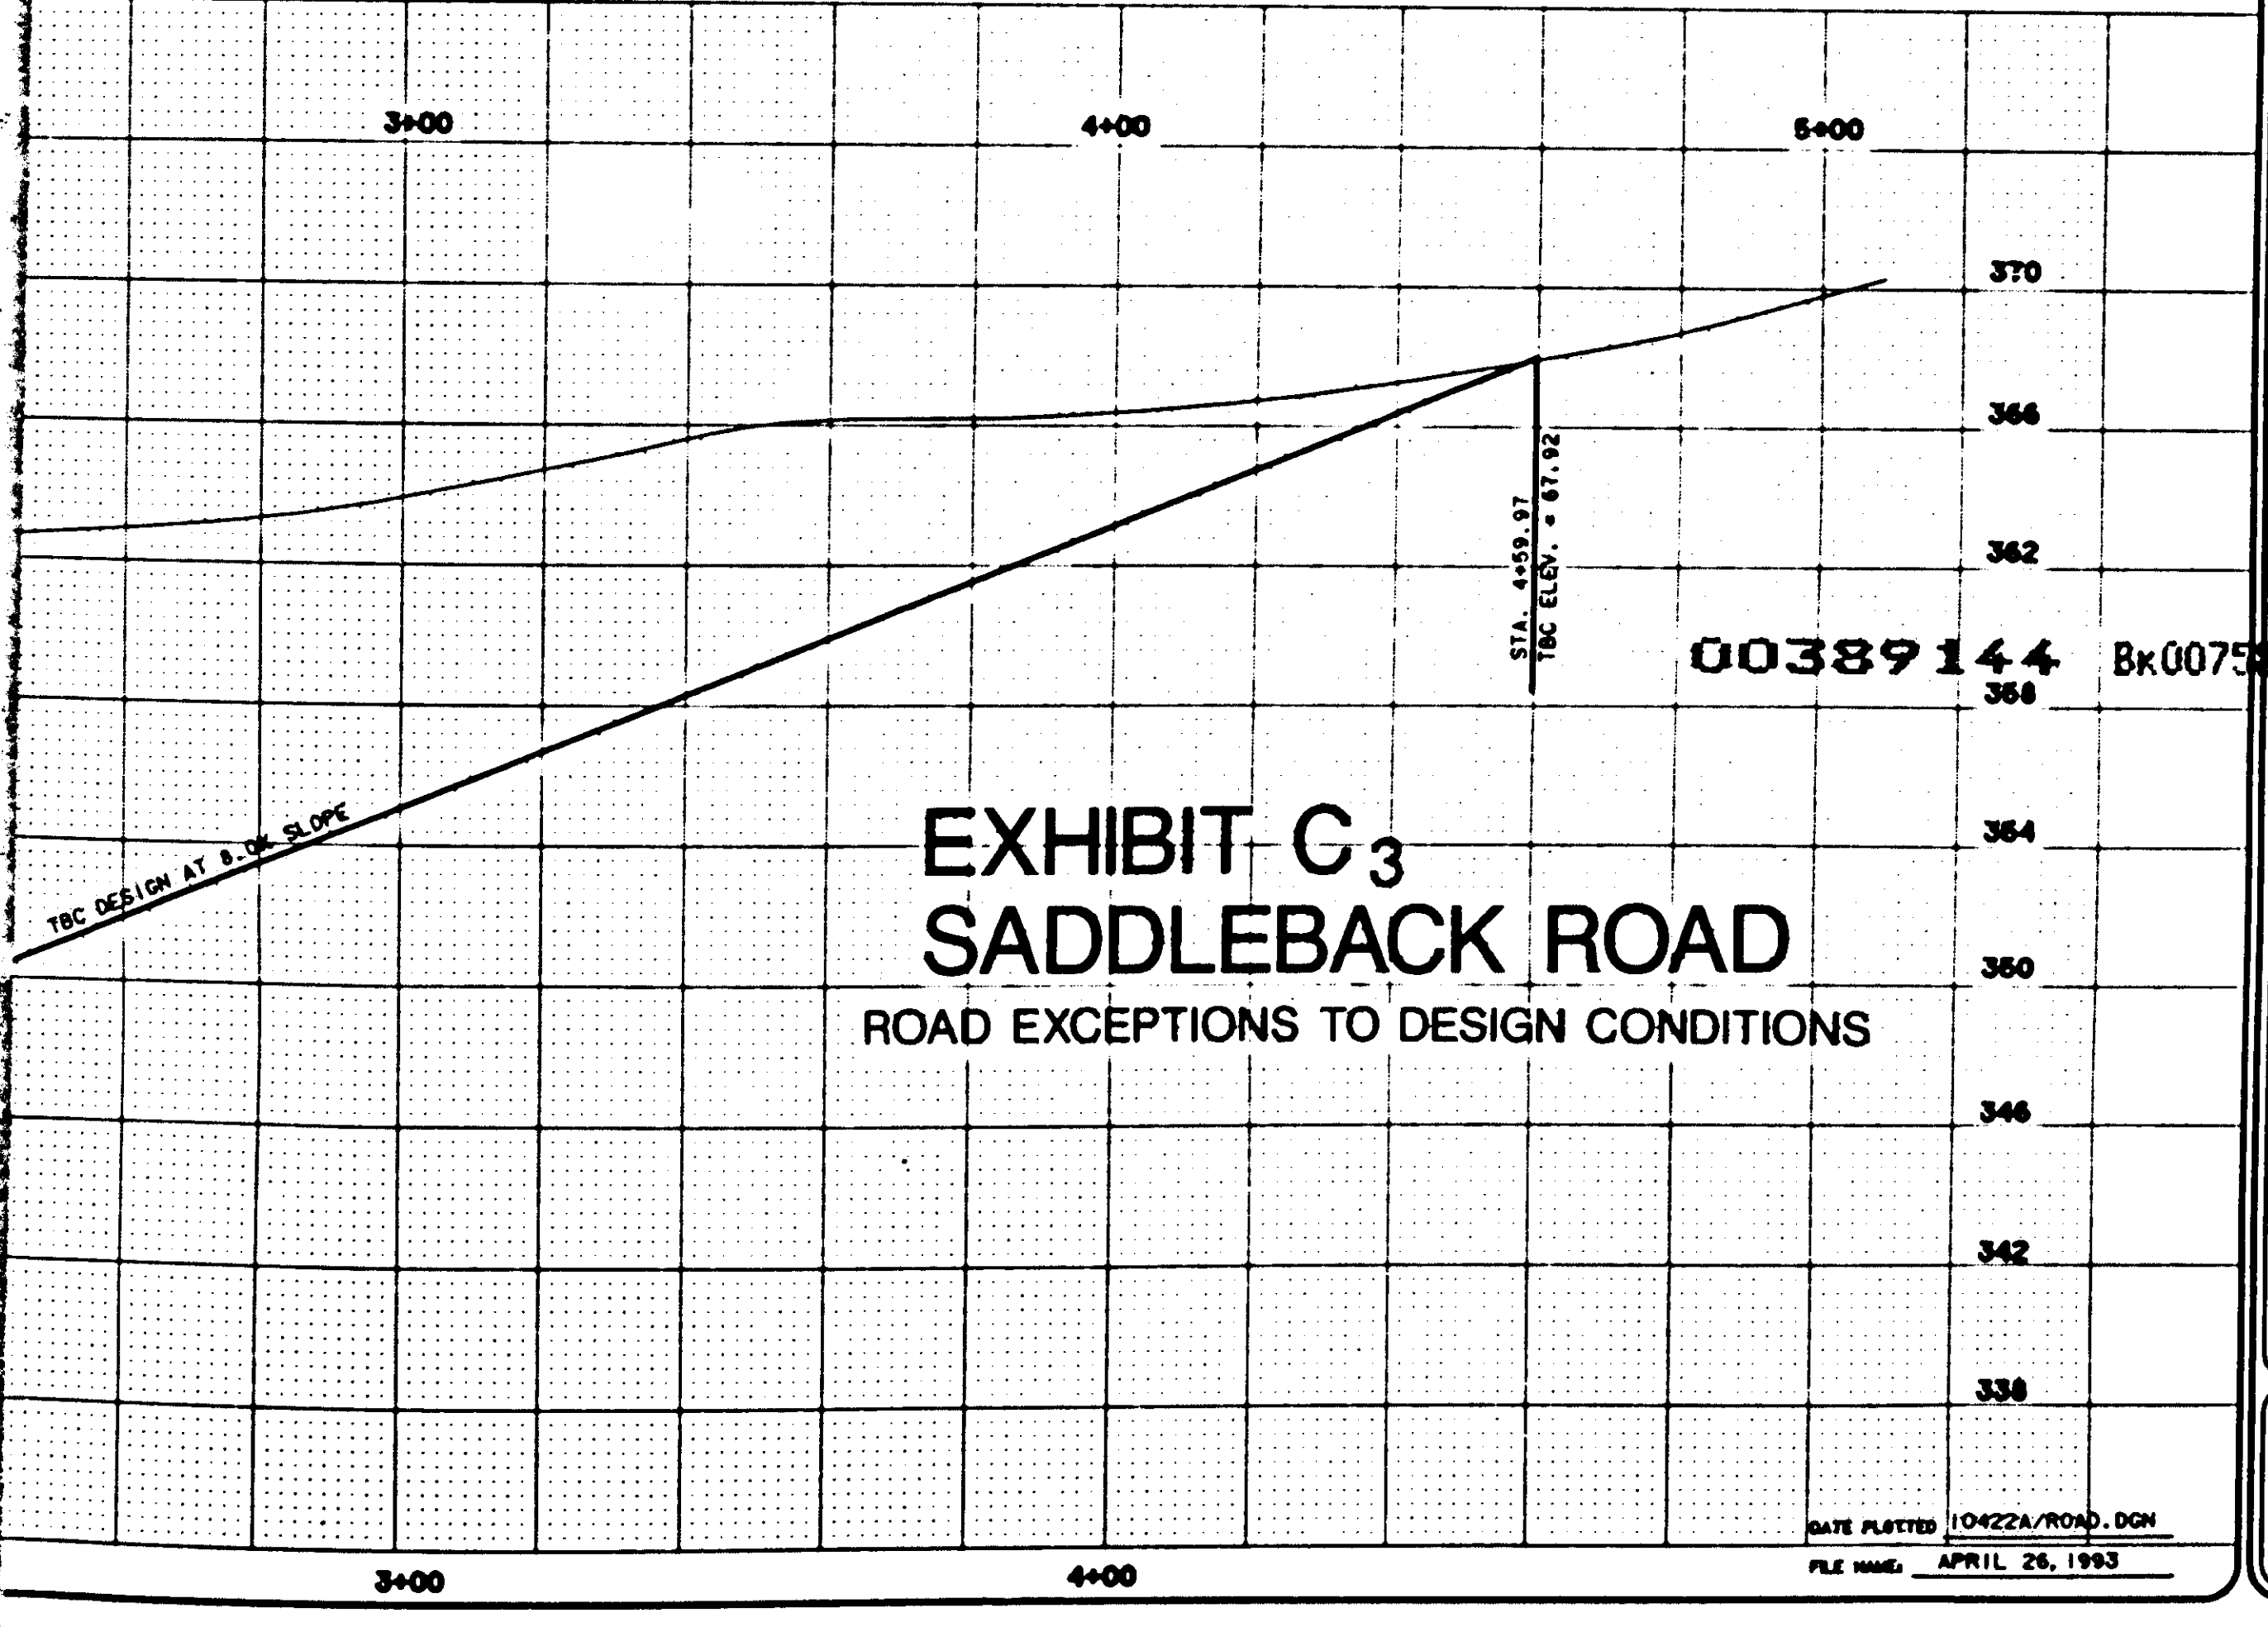 3+00 4+00 5+00
370
366
STA. 4+59.97
TBC ELEV. = 67.92
362
00389144 BK0075
358
TBC DESIGN AT 8.0% SLOPE
354
EXHIBIT C3
SADDLEBACK ROAD
350
ROAD EXCEPTIONS TO DESIGN CONDITIONS
346
342
338
DATE PLOTTED 10422A/ROAD.DGN
FILE NAME: APRIL 26, 1993
3+00 4+00